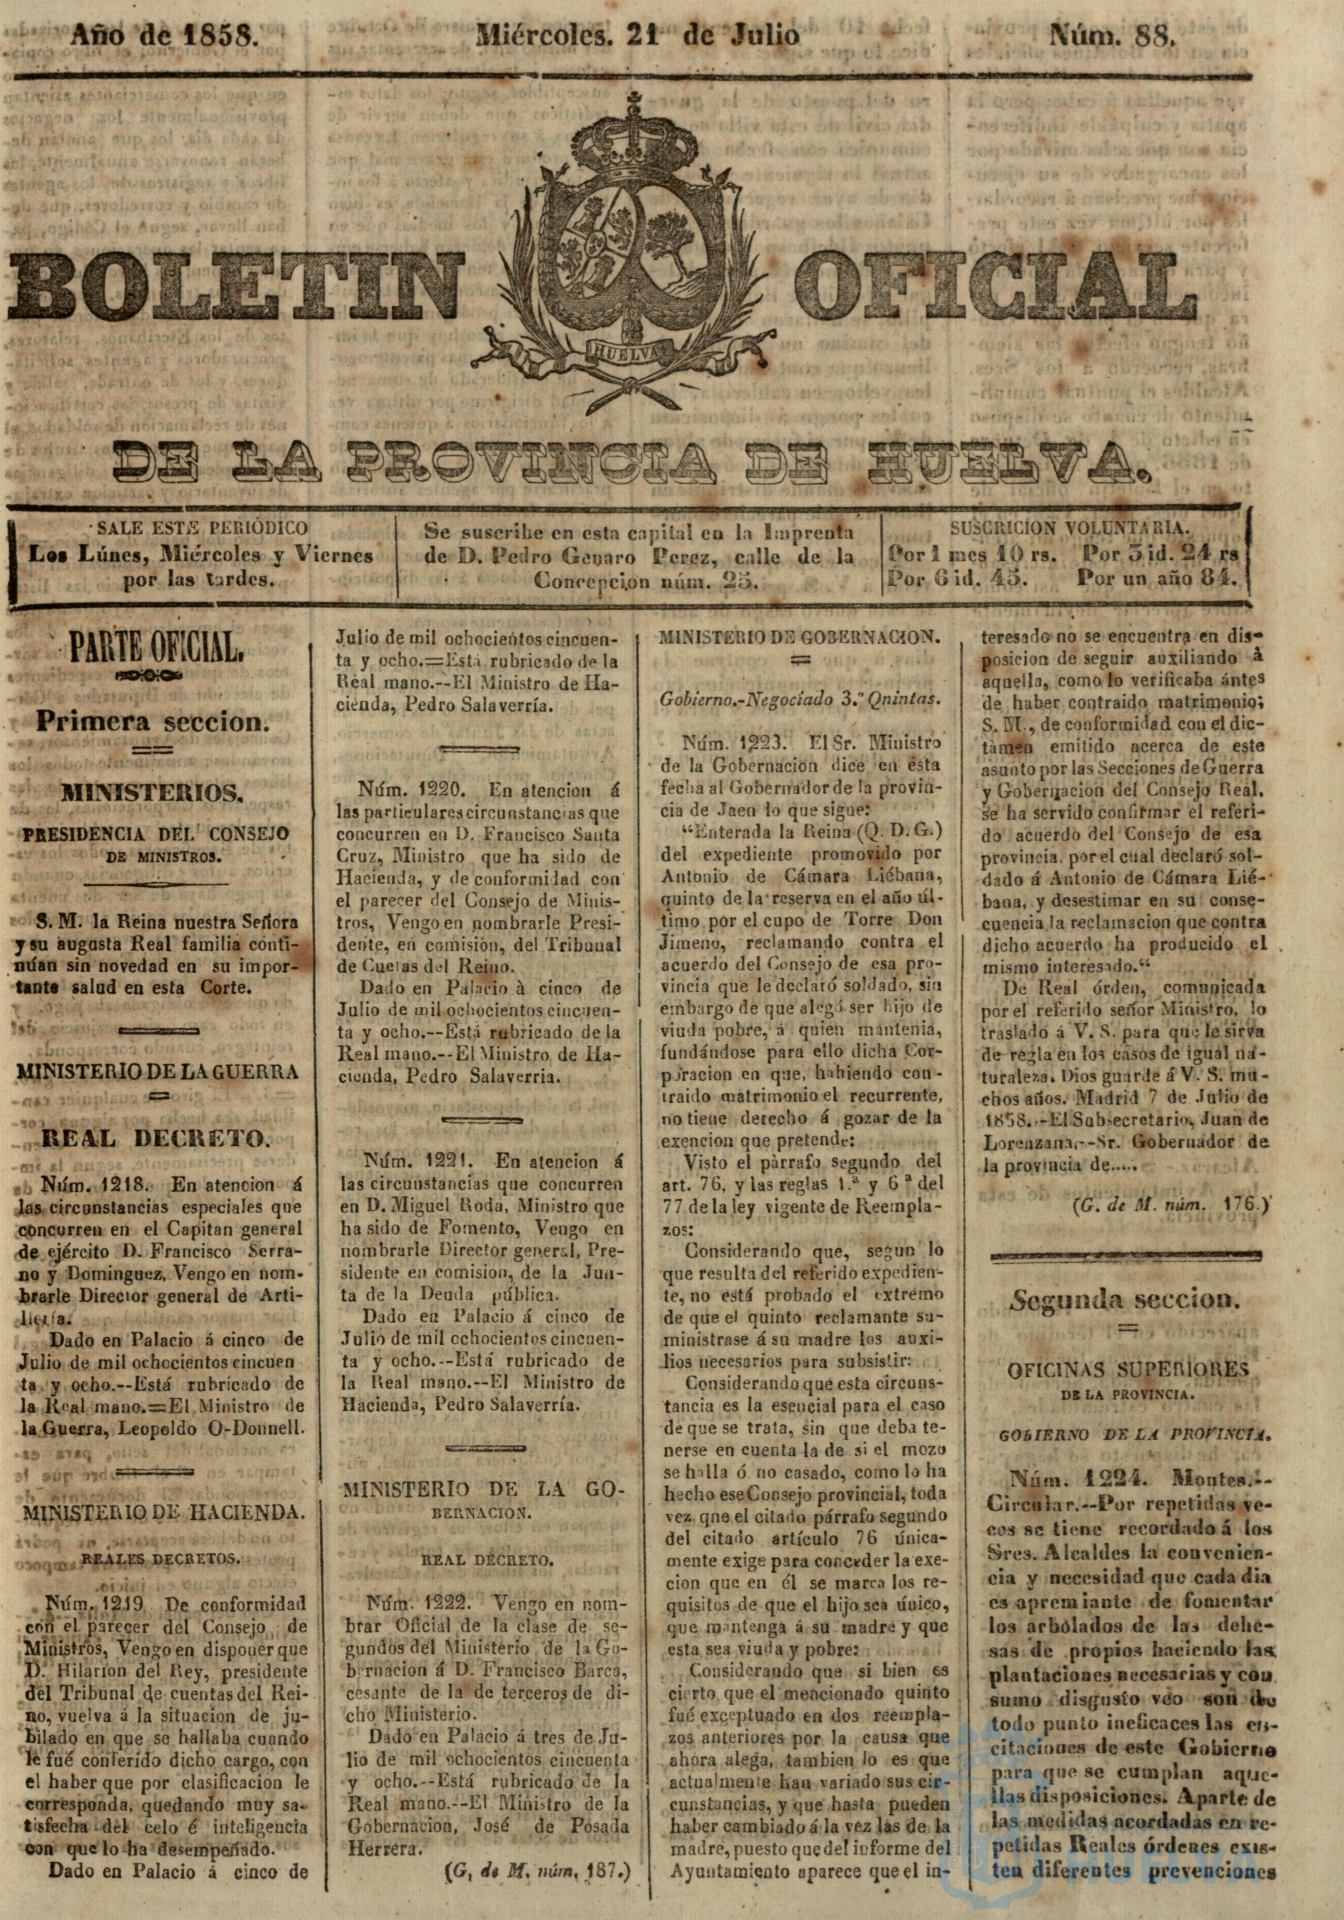 Año de 1858.
Miércoles. 21 de Julio
Núm. 88.
BOLETIN OFICIAL
HUELVA
DE LA PROVINCIA DE HUELVA.
SALE ESTE PERIÓDICO
Los Lúnes, Miércoles y Viernes
por las tardes.
Se suscribe en esta capital en la Imprenta
de D. Pedro Genaro Perez, calle de la
Concepcion núm. 25.
SUSCRICION VOLUNTARIA.
Por 1 mes 10 rs. Por 3 id. 24 rs
Por 6 id. 45. Por un año 84.
PARTE OFICIAL.
Primera seccion.
MINISTERIOS.
PRESIDENCIA DEL CONSEJO
DE MINISTROS.
S. M. la Reina nuestra Señora
y su augusta Real familia conti-
núan sin novedad en su impor-
tante salud en esta Corte.
MINISTERIO DE LA GUERRA
REAL DECRETO.
Núm. 1218. En atencion á
las circunstancias especiales que
concurren en el Capitan general
de ejército D. Francisco Serra-
no y Dominguez, Vengo en nom-
brarle Director general de Arti-
llería.
Dado en Palacio á cinco de
Julio de mil ochocientos cincuen
ta y ocho.--Está rubricado de
la Real mano.=El Ministro de
la Guerra, Leopoldo O-Donnell.
MINISTERIO DE HACIENDA.
REALES DECRETOS.
Núm. 1219 De conformidad
con el parecer del Consejo de
Ministros, Vengo en disponer que
D. Hilarion del Rey, presidente
del Tribunal de cuentas del Rei-
no, vuelva á la situacion de ju-
bilado en que se hallaba cuando
le fué conferido dicho cargo, con
el haber que por clasificacion le
corresponda, quedando muy sa-
tisfecha del celo é inteligencia
con que lo ha desempeñado.
Dado en Palacio á cinco de
Julio de mil ochocientos cincuen-
ta y ocho.=Está rubricado de la
Real mano.--El Ministro de Ha-
cienda, Pedro Salaverría.
Núm. 1220. En atencion á
las particulares circunstancias que
concurren en D. Francisco Santa
Cruz, Ministro que ha sido de
Hacienda, y de conformidad con
el parecer del Consejo de Minis-
tros, Vengo en nombrarle Presi-
dente, en comisión, del Tribunal
de Cuetas del Reino.
Dado en Palacio à cinco de
Julio de mil ochocientos cincuen-
ta y ocho.--Está rubricado de la
Real mano.--El Ministro de Ha-
cienda, Pedro Salaverria.
Núm. 1221. En atencion á
las circunstancias que concurren
en D. Miguel Roda, Ministro que
ha sido de Fomento, Vengo en
nombrarle Director general, Pre-
sidente en comision, de la Jun-
ta de la Deuda pública.
Dado en Palacio á cinco de
Julio de mil ochocientos cincuen-
ta y ocho.--Está rubricado de
la Real mano.--El Ministro de
Hacienda, Pedro Salaverría.
MINISTERIO DE LA GO-
BERNACION.
REAL DECRETO.
Núm. 1222. Vengo en nom-
brar Oficial de la clase de se-
gundos del Ministerio de la Go-
bernacion á D. Francisco Barca,
cesante de la de terceros de di-
cho Ministerio.
Dado en Palacio á tres de Ju-
lio de mil ochocientos cincuenta
y ocho.--Está rubricado de la
Real mano.--El Ministro de la
Gobernacion, José de Posada
Herrera.
(G. de M. núm. 187.)
MINISTERIO DE GOBERNACION.
Gobierno.-Negociado 3.º Qnintas.
Núm. 1223. El Sr. Ministro
de la Gobernacion dice en esta
fecha al Gobernador de la provin-
cia de Jaen lo que sigue:
“Enterada la Reina (Q. D. G.)
del expediente promovido por
Antonio de Cámara Liébana,
quinto de la reserva en el año úl-
timo por el cupo de Torre Don
Jimeno, reclamando contra el
acuerdo del Consejo de esa pro-
vincia que le declaró soldado, sin
embargo de que alegó ser hijo de
viuda pobre, á quien mantenia,
fundándose para ello dicha Cor-
poracion en que, habiendo con-
traido matrimonio el recurrente,
no tiene derecho á gozar de la
exencion que pretende:
Visto el pàrrafo segundo del
art. 76, y las reglas 1.ª y 6.ª del
77 de la ley vigente de Reempla-
zos:
Considerando que, segun lo
que resulta del referido expedien-
te, no está probado el extremo
de que el quinto reclamante su-
ministrase á su madre los auxi-
lios necesarios para subsistir:
Considerando que esta circuns-
tancia es la esencial para el caso
de que se trata, sin que deba te-
nerse en cuenta la de si el mozo
se halla ó no casado, como lo ha
hecho ese Consejo provincial, toda
vez que el citado párrafo segundo
del citado artículo 76 única-
mente exige para conceder la exe-
cion que en él se marca los re-
quisitos de que el hijo sea único,
que mantenga á su madre y que
esta sea viuda y pobre:
Considerando que si bien es
cierto que el mencionado quinto
fué exceptuado en dos reempla-
zos anteriores por la causa que
ahora alega, tambien lo es que
actualmente han variado sus cir-
cunstancias, y que hasta pueden
haber cambiado á la vez las de la
madre, puesto que del informe del
Ayuntamiento aparece que el in-
teresado no se encuentra en dis-
posicion de seguir auxiliando à
aquella, como lo verificaba ántes
de haber contraido matrimonio;
S. M., de conformidad con el dic-
támen emitido acerca de este
asunto por las Secciones de Guerra
y Gobernacion del Consejo Real,
se ha servido confirmar el referi-
do acuerdo del Consejo de esa
provincia, por el cual declaró sol-
dado á Antonio de Cámara Lié-
bana, y desestimar en su conse-
cuencia la reclamacion que contra
dicho acuerdo ha producido el
mismo interesado.“
De Real órden, comunicada
por el referido señor Ministro, lo
traslado á V. S. para que le sirva
de regla en los casos de igual na-
turaleza. Dios guarde á V. S. mu-
chos años. Madrid 7 de Julio de
1858.--El Subsecretario, Juan de
Lorenzana.--Sr. Gobernador de
la provincia de.....
(G. de M. núm. 176.)
Segunda seccion.
OFICINAS SUPERIORES
DE LA PROVINCIA.
GOBIERNO DE LA PROVINCIA.
Núm. 1224. Montes.--
Circular.--Por repetidas ve-
ces se tiene recordado á los
Sres. Alcaldes la convenien-
cia y necesidad que cada dia
es apremiante de fomentar
los arbólados de las dehe-
sas de propios haciendo las
plantaciones necesarias y con
sumo disgusto veo son de
todo punto ineficaces las es-
citaciones de este Gobierno
para que se cumplan aque-
llas disposiciones. Aparte de
las medidas acordadas en re-
petidas Reales órdenes exis-
ten diferentes prevenciones